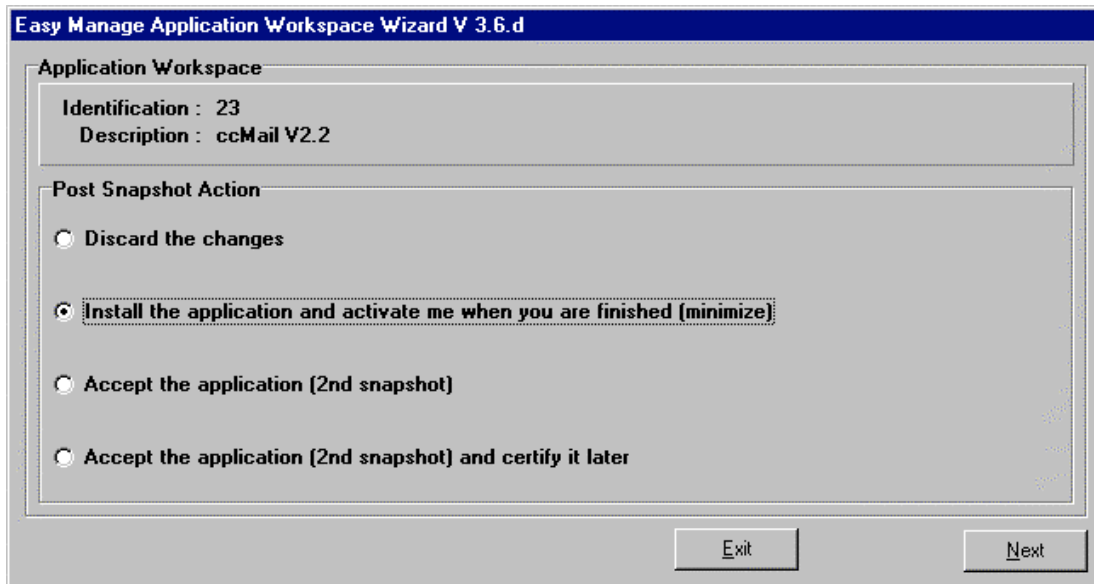 Easy Manage Application Workspace Wizard V 3.6.d
Application Workspace
Identification : 23
Description : ccMail V2.2
Post Snapshot Action
Discard the changes
Install the application and activate me when you are finished (minimize)
Accept the application (2nd snapshot)
Accept the application (2nd snapshot) and certify it later
Exit
Next